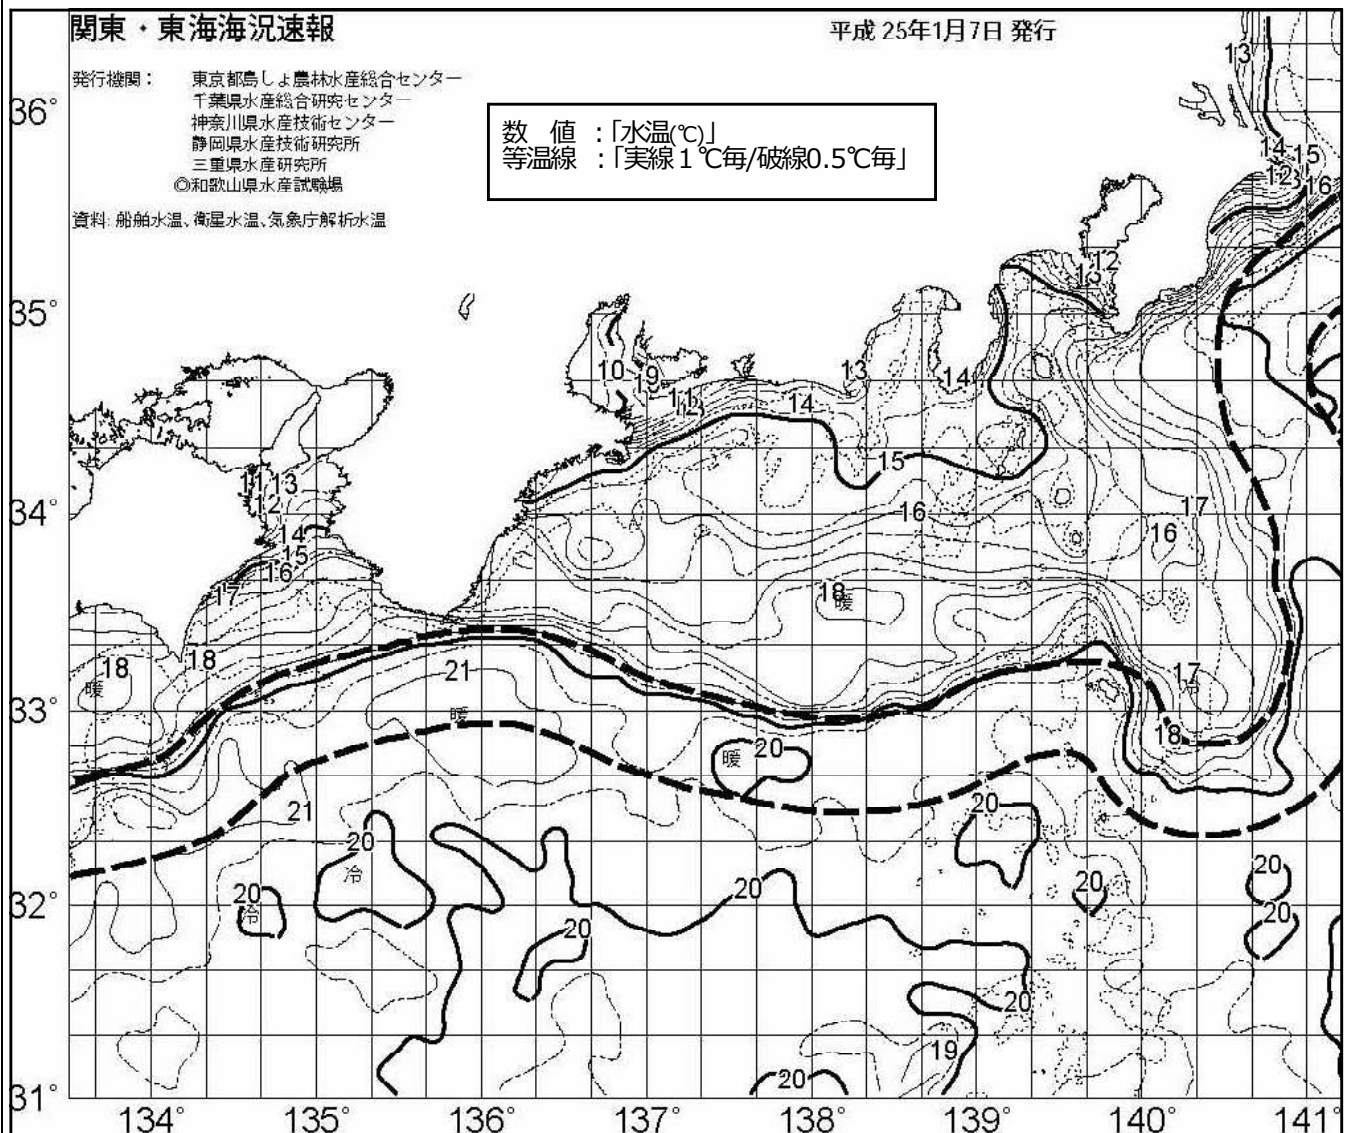 関東・東海海況速報
平成 25年1月7日 発行
発行機関： 東京都島しょ農林水産総合センター
千葉県水産総合研究センター
神奈川県水産技術センター
静岡県水産技術研究所
三重県水産研究所
◎和歌山県水産試験場
資料: 船舶水温、衛星水温、気象庁解析水温
数 値 ：「水温(℃)」
等温線 ：「実線１℃毎/破線0.5℃毎」
13
36°
14 15
12
16
12
13
35°
10 19
13
14
11
12
14
15
11 13
12
34°
16
17
14
16
15
16
17
18
暖
18 18
暖
21
17
冷
33°
暖
18
20
暖
21
20
20
冷
20
20
20
20
冷
32°
20
20
20
19
20
31°
134° 135° 136° 137° 138° 139° 140° 141°